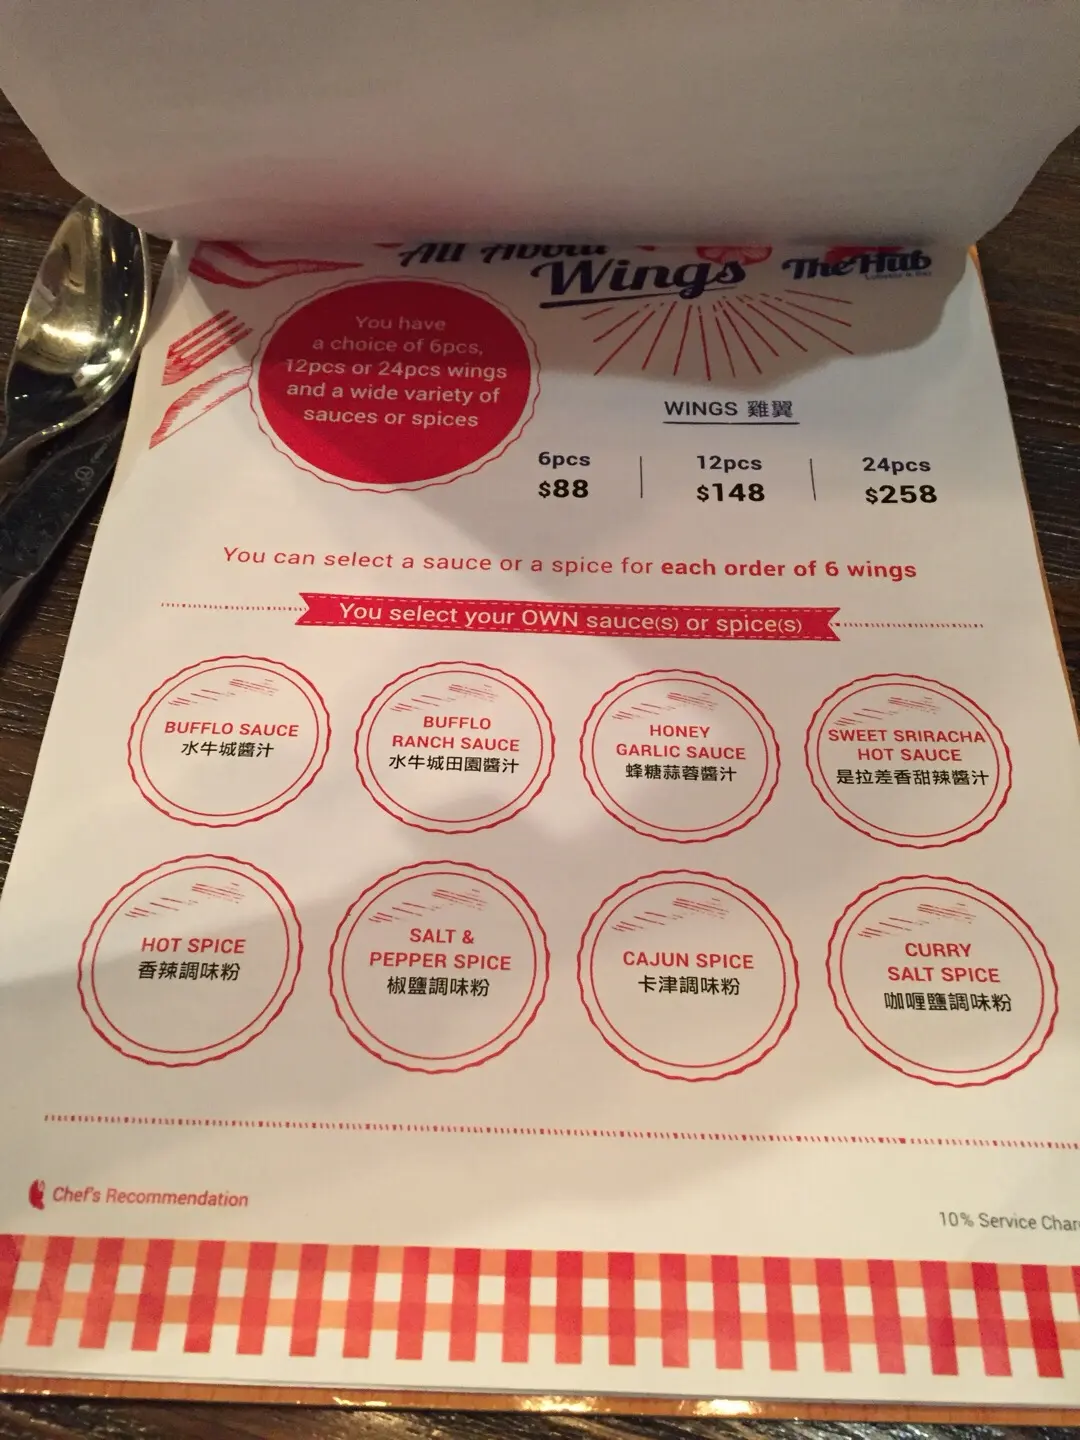 All About
Wings
The Hub
You have
a choice of 6pcs,
12pcs or 24pcs wings
and a wide variety of
sauces or spices
WINGS 雞翼
6pcs
$88
12pcs
$148
24pcs
$258
You can select a sauce or a spice for each order of 6 wings
You select your OWN sauce(s) or spice(s)
BUFFLO SAUCE
水牛城醬汁
BUFFLO
RANCH SAUCE
水牛城田園醬汁
HONEY
GARLIC SAUCE
蜂糖蒜蓉醬汁
SWEET SRIRACHA
HOT SAUCE
是拉差香甜辣醬汁
HOT SPICE
香辣調味粉
SALT &
PEPPER SPICE
椒鹽調味粉
CAJUN SPICE
卡津調味粉
CURRY
SALT SPICE
咖喱鹽調味粉
Chef's Recommendation
10% Service Char